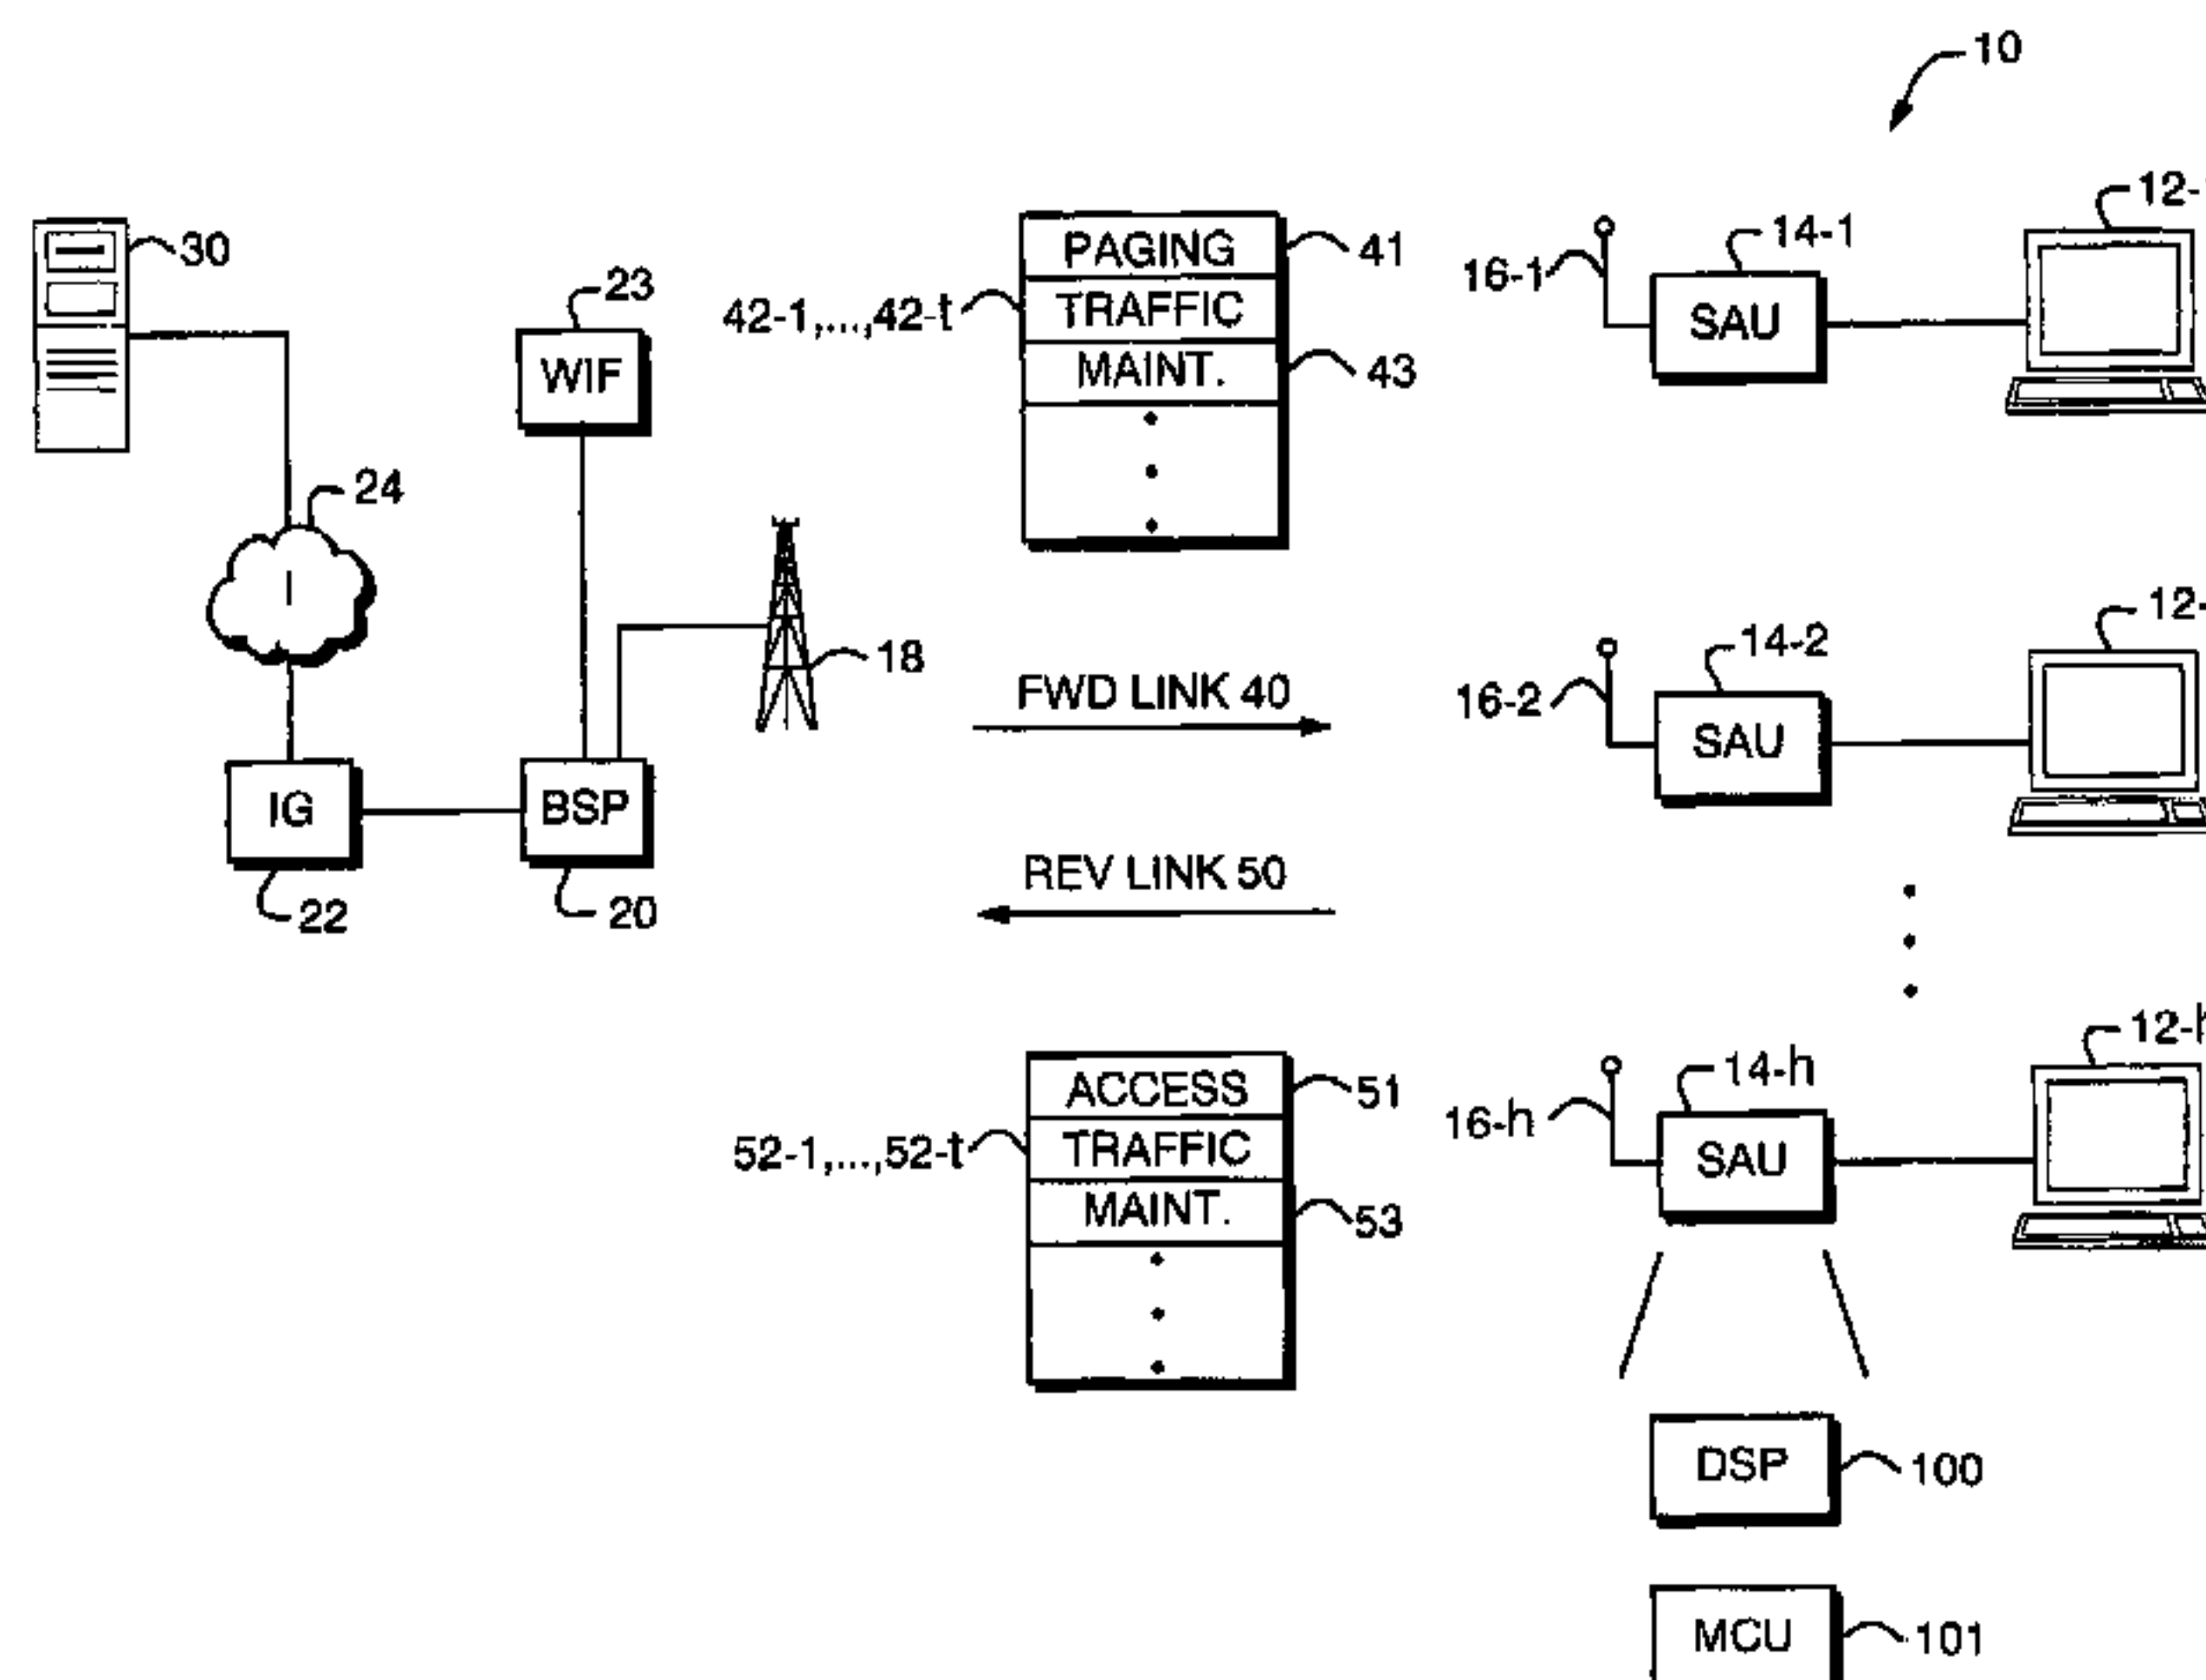 10
30
24
I
IG
22
23
WIF
BSP
20
18
PAGING
TRAFFIC
MAINT.
41
42-1,...,42-t
43
FWD LINK 40
REV LINK 50
ACCESS
TRAFFIC
MAINT.
51
52-1,...,52-t
53
16-1
14-1
SAU
12-
16-2
14-2
SAU
12-
16-h
14-h
SAU
12-h
DSP
100
MCU
101